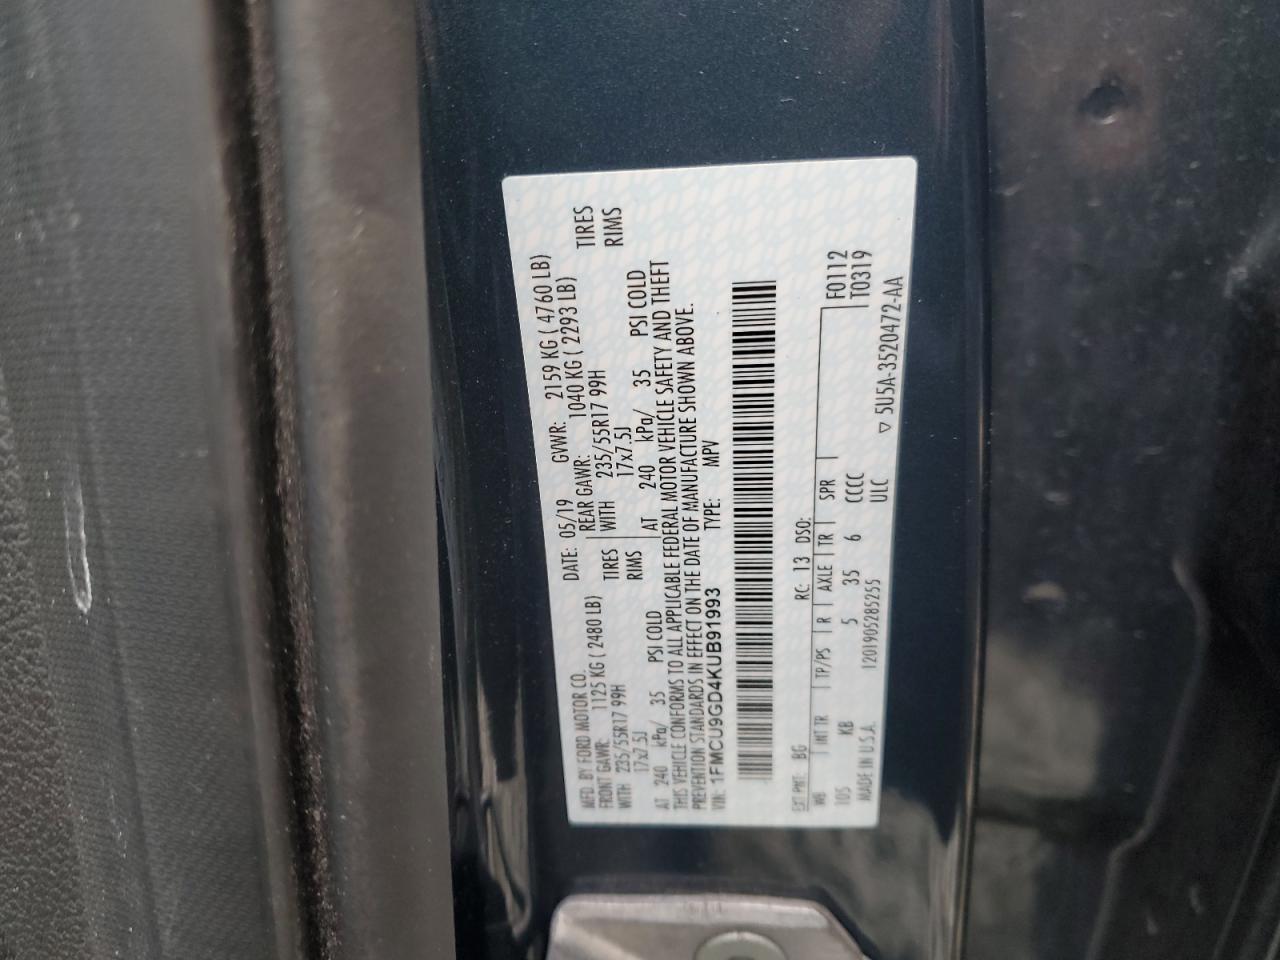 MFD. BY FORD MOTOR CO.
DATE: 05/19 GVWR: 2159 KG ( 4760 LB)
FRONT GAWR: 1125 KG ( 2480 LB)
REAR GAWR: 1040 KG ( 2293 LB)
WITH 235/55R17 99H TIRES
WITH 235/55R17 99H TIRES
17x7.5J RIMS
17x7.5J RIMS
AT 240 kPa/ 35 PSI COLD
AT 240 kPa/ 35 PSI COLD
THIS VEHICLE CONFORMS TO ALL APPLICABLE FEDERAL MOTOR VEHICLE SAFETY AND THEFT
PREVENTION STANDARDS IN EFFECT ON THE DATE OF MANUFACTURE SHOWN ABOVE.
VIN: 1FMCU9GD4KUB91993 TYPE: MPV
EXT PNT: BG RC: 13 DSO:
WB INT TR TP/PS R AXLE TR SPR F0112
105 KB 5 35 6 CCCC T0319
MADE IN U.S.A. 1201905285255 ULC
▽ 5U5A-3520472-AA